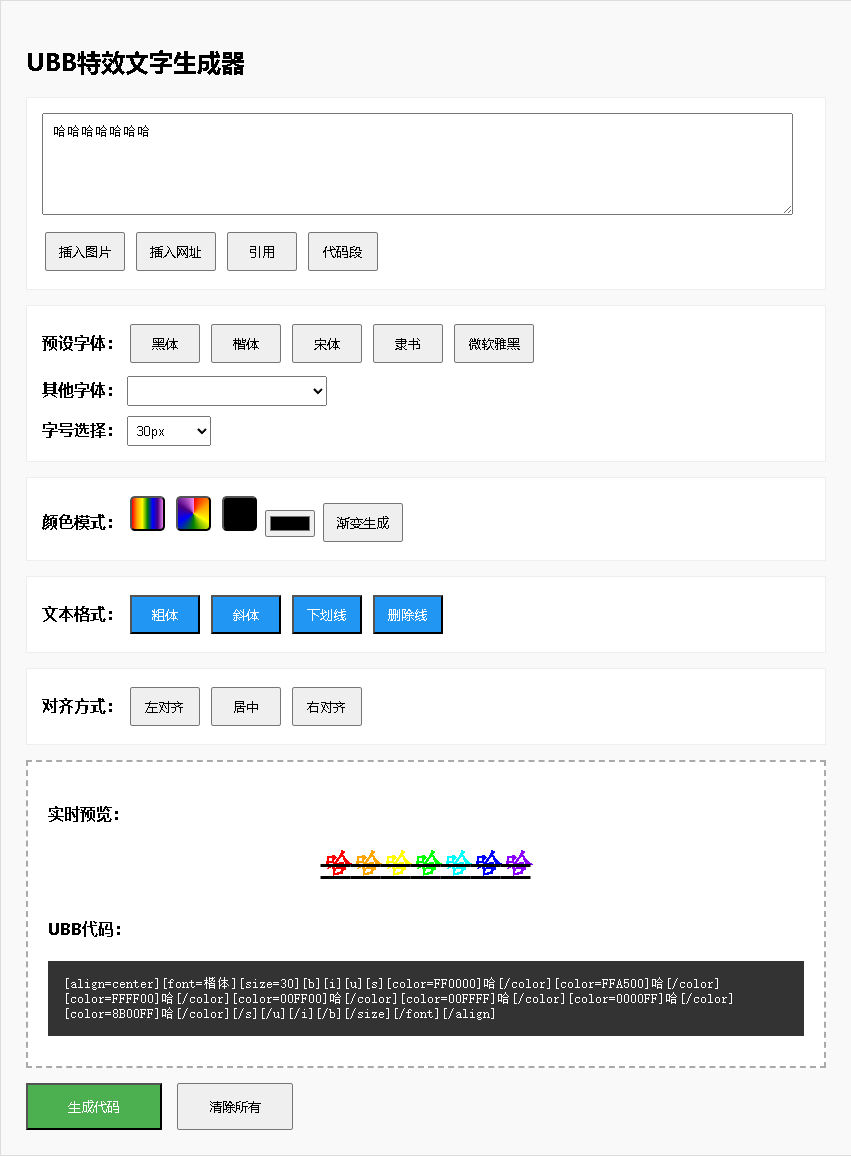 UBB特效文字生成器
哈哈哈哈哈哈哈
插入图片 插入网址 引用 代码段
预设字体： 黑体 楷体 宋体 隶书 微软雅黑
其他字体：
字号选择： 30px
颜色模式： 渐变生成
文本格式： 粗体 斜体 下划线 删除线
对齐方式： 左对齐 居中 右对齐
实时预览：
哈哈哈哈哈哈哈
UBB代码：
[align=center][font=楷体][size=30][b][i][u][s][color=FF0000]哈[/color][color=FFA500]哈[/color]
[color=FFFF00]哈[/color][color=00FF00]哈[/color][color=00FFFF]哈[/color][color=0000FF]哈[/color]
[color=8B00FF]哈[/color][/s][/u][/i][/b][/size][/font][/align]
生成代码 清除所有